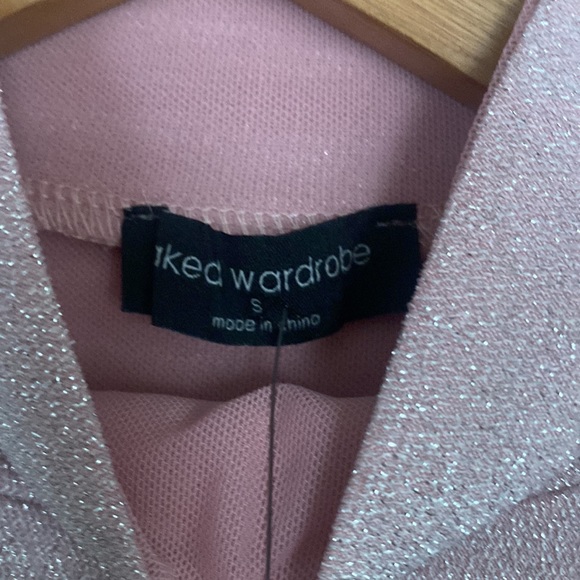 aked wardrobe
S
made in china